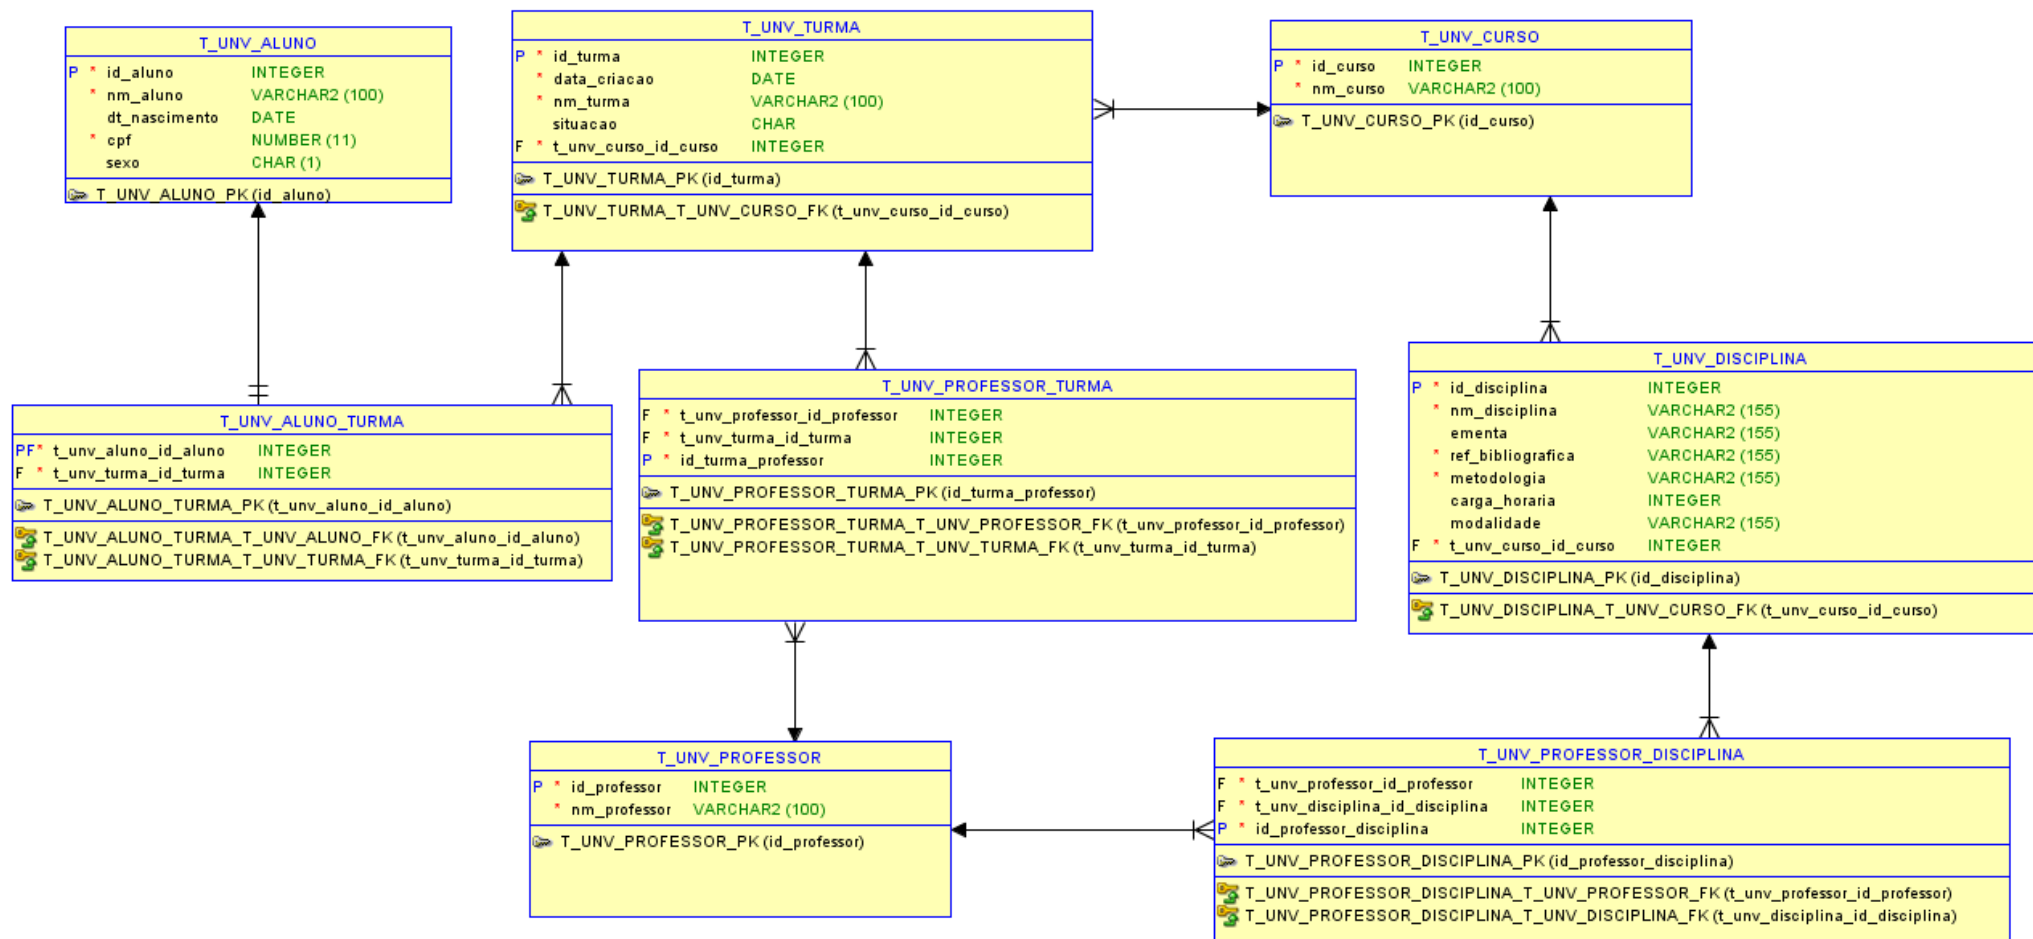 T_UNV_ALUNO
P * id_aluno INTEGER
* nm_aluno VARCHAR2 (100)
dt_nascimento DATE
* cpf NUMBER (11)
sexo CHAR (1)
T_UNV_ALUNO_PK (id_aluno)
T_UNV_TURMA
P * id_turma INTEGER
* data_criacao DATE
* nm_turma VARCHAR2 (100)
situacao CHAR
F * t_unv_curso_id_curso INTEGER
T_UNV_TURMA_PK (id_turma)
T_UNV_TURMA_T_UNV_CURSO_FK (t_unv_curso_id_curso)
T_UNV_CURSO
P * id_curso INTEGER
* nm_curso VARCHAR2 (100)
T_UNV_CURSO_PK (id_curso)
T_UNV_ALUNO_TURMA
PF* t_unv_aluno_id_aluno INTEGER
F * t_unv_turma_id_turma INTEGER
T_UNV_ALUNO_TURMA_PK (t_unv_aluno_id_aluno)
T_UNV_ALUNO_TURMA_T_UNV_ALUNO_FK (t_unv_aluno_id_aluno)
T_UNV_ALUNO_TURMA_T_UNV_TURMA_FK (t_unv_turma_id_turma)
T_UNV_PROFESSOR_TURMA
F * t_unv_professor_id_professor INTEGER
F * t_unv_turma_id_turma INTEGER
P * id_turma_professor INTEGER
T_UNV_PROFESSOR_TURMA_PK (id_turma_professor)
T_UNV_PROFESSOR_TURMA_T_UNV_PROFESSOR_FK (t_unv_professor_id_professor)
T_UNV_PROFESSOR_TURMA_T_UNV_TURMA_FK (t_unv_turma_id_turma)
T_UNV_DISCIPLINA
P * id_disciplina INTEGER
* nm_disciplina VARCHAR2 (155)
ementa VARCHAR2 (155)
* ref_bibliografica VARCHAR2 (155)
* metodologia VARCHAR2 (155)
carga_horaria INTEGER
modalidade VARCHAR2 (155)
F * t_unv_curso_id_curso INTEGER
T_UNV_DISCIPLINA_PK (id_disciplina)
T_UNV_DISCIPLINA_T_UNV_CURSO_FK (t_unv_curso_id_curso)
T_UNV_PROFESSOR
P * id_professor INTEGER
* nm_professor VARCHAR2 (100)
T_UNV_PROFESSOR_PK (id_professor)
T_UNV_PROFESSOR_DISCIPLINA
F * t_unv_professor_id_professor INTEGER
F * t_unv_disciplina_id_disciplina INTEGER
P * id_professor_disciplina INTEGER
T_UNV_PROFESSOR_DISCIPLINA_PK (id_professor_disciplina)
T_UNV_PROFESSOR_DISCIPLINA_T_UNV_PROFESSOR_FK (t_unv_professor_id_professor)
T_UNV_PROFESSOR_DISCIPLINA_T_UNV_DISCIPLINA_FK (t_unv_disciplina_id_disciplina)